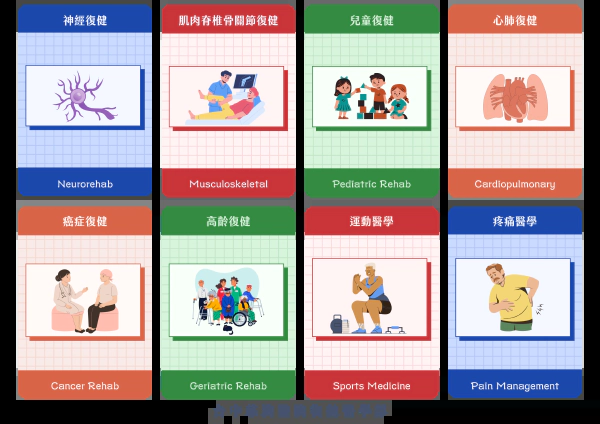 神經復健
肌肉脊椎骨關節復健
兒童復健
心肺復健
Neurorehab
Musculoskeletal
Pediatric Rehab
Cardiopulmonary
癌症復健
高齡復健
運動醫學
疼痛醫學
Cancer Rehab
Geriatric Rehab
Sports Medicine
Pain Management